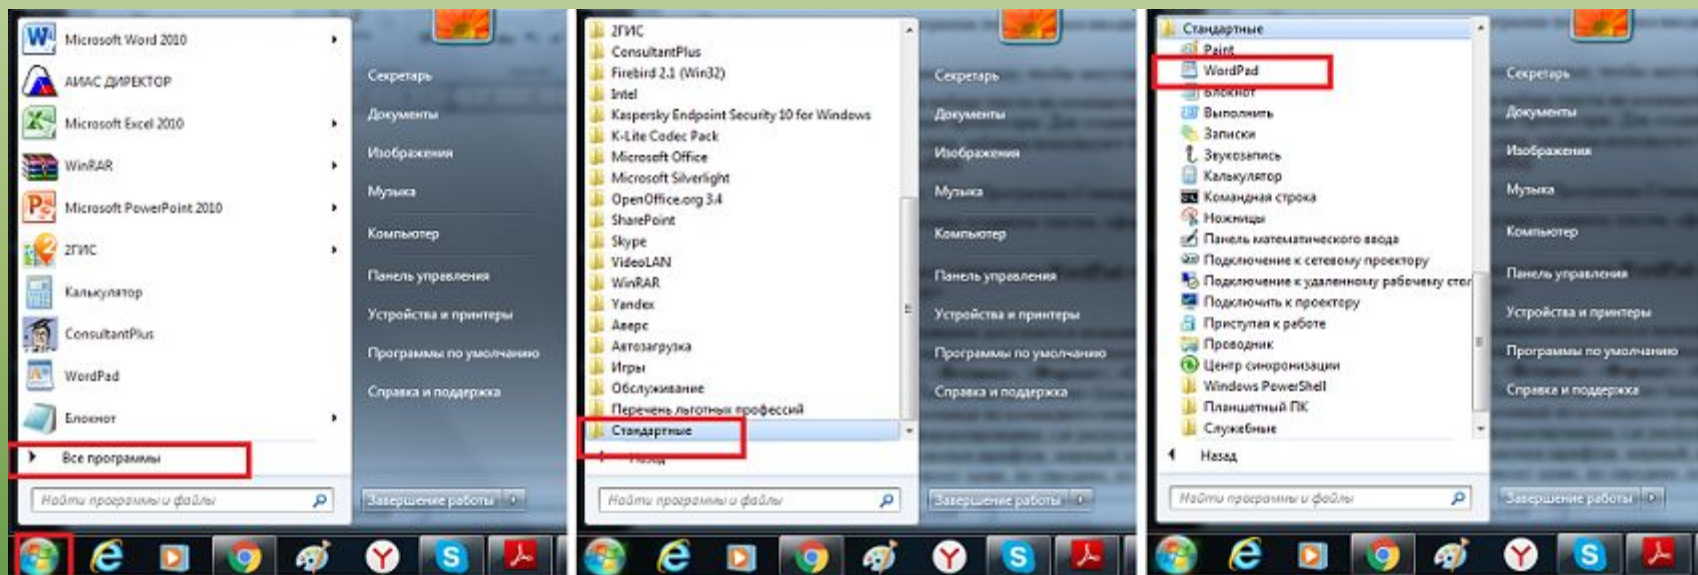 Microsoft Word 2010
АИАС ДИРЕКТОР
Microsoft Excel 2010
WinRAR
Microsoft PowerPoint 2010
2ГИС
Калькулятор
ConsultantPlus
WordPad
Блокнот
Все программы
Найти программы и файлы
Секретарь
Документы
Изображения
Музыка
Компьютер
Панель управления
Устройства и принтеры
Программы по умолчанию
Справка и поддержка
Завершение работы
2ГИС
ConsultantPlus
Firebird 2.1 (Win32)
Intel
Kaspersky Endpoint Security 10 for Windows
K-Lite Codec Pack
Microsoft Office
Microsoft Silverlight
OpenOffice.org 3.4
SharePoint
Skype
VideoLAN
WinRAR
Yandex
Аверс
Автозагрузка
Игры
Обслуживание
Перечень льготных профессий
Стандартные
Назад
Найти программы и файлы
Секретарь
Документы
Изображения
Музыка
Компьютер
Панель управления
Устройства и принтеры
Программы по умолчанию
Справка и поддержка
Завершение работы
Стандартные
Paint
WordPad
Блокнот
Выполнить
Записки
Звукозапись
Калькулятор
Командная строка
Ножницы
Панель математического ввода
Подключение к сетевому проектору
Подключение к удаленному рабочему стол
Подключить к проектору
Приступая к работе
Проводник
Центр синхронизации
Windows PowerShell
Планшетный ПК
Служебные
Назад
Найти программы и файлы
Секретарь
Документы
Изображения
Музыка
Компьютер
Панель управления
Устройства и принтеры
Программы по умолчанию
Справка и поддержка
Завершение работы